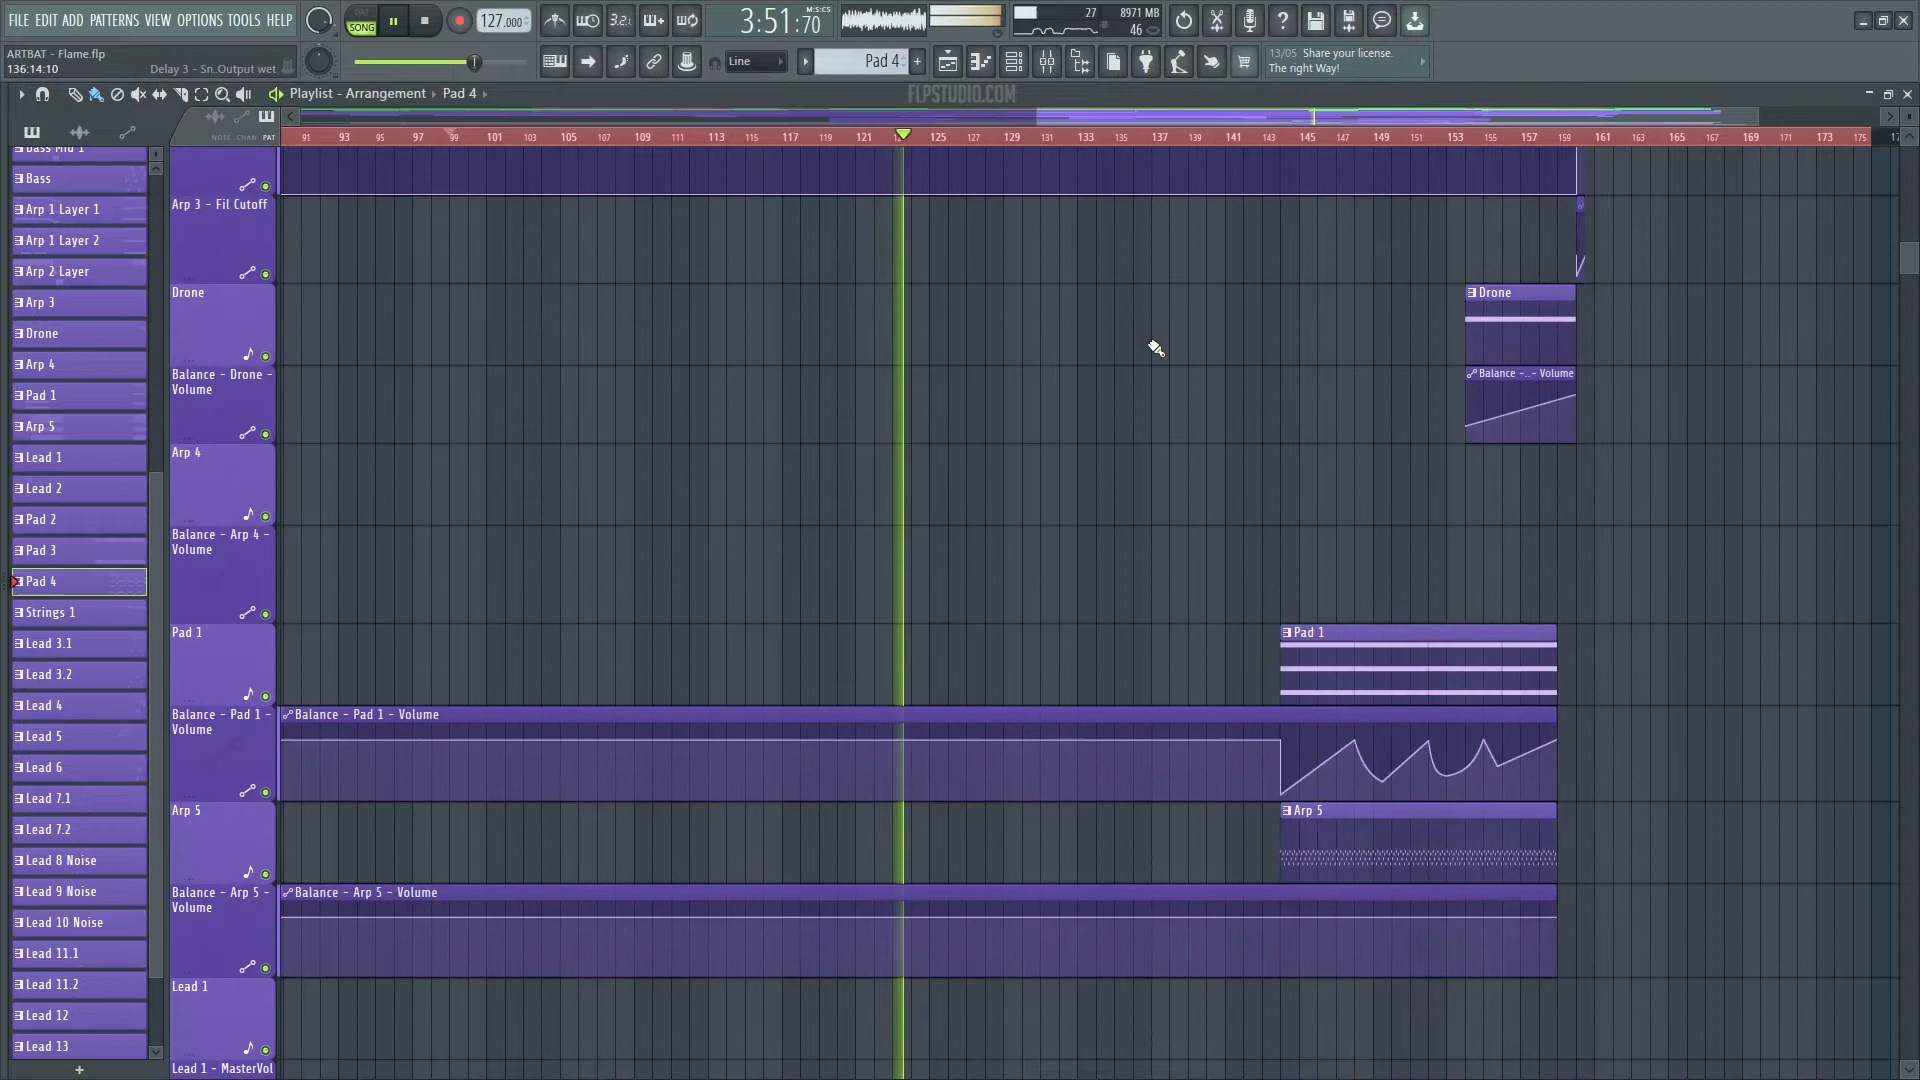 FILE EDIT ADD PATTERNS VIEW OPTIONS TOOLS HELP
SONG
127.000
3.2.
3:51:70
M:S:CS
27
8971 MB
46
ARTBAT - Flame.flp
136:14:10
Delay 3 - Sn..Output wet
Line
Pad 4
13/05 Share your license.
The right Way!
Playlist - Arrangement › Pad 4 ›
FLPSTUDIO.COM
NOTE CHAN PAT
91 93 95 97 99 101 103 105 107 109 111 113 115 117 119 121 125 127 129 131 133 135 137 139 141 143 145 147 149 151 153 155 157 159 161 163 165 167 169 171 173 175
Bass Mid 1
Bass
Arp 1 Layer 1
Arp 1 Layer 2
Arp 2 Layer
Arp 3
Drone
Arp 4
Pad 1
Arp 5
Lead 1
Lead 2
Pad 2
Pad 3
Pad 4
Strings 1
Lead 3.1
Lead 3.2
Lead 4
Lead 5
Lead 6
Lead 7.1
Lead 7.2
Lead 8 Noise
Lead 9 Noise
Lead 10 Noise
Lead 11.1
Lead 11.2
Lead 12
Lead 13
+
Arp 3 - Fil Cutoff
Drone
Balance - Drone -
Volume
Arp 4
Balance - Arp 4 -
Volume
Pad 1
Balance - Pad 1 -
Volume
Arp 5
Balance - Arp 5 -
Volume
Lead 1
Lead 1 - MasterVol
Drone
Balance -..- Volume
Pad 1
Balance - Pad 1 - Volume
Arp 5
Balance - Arp 5 - Volume